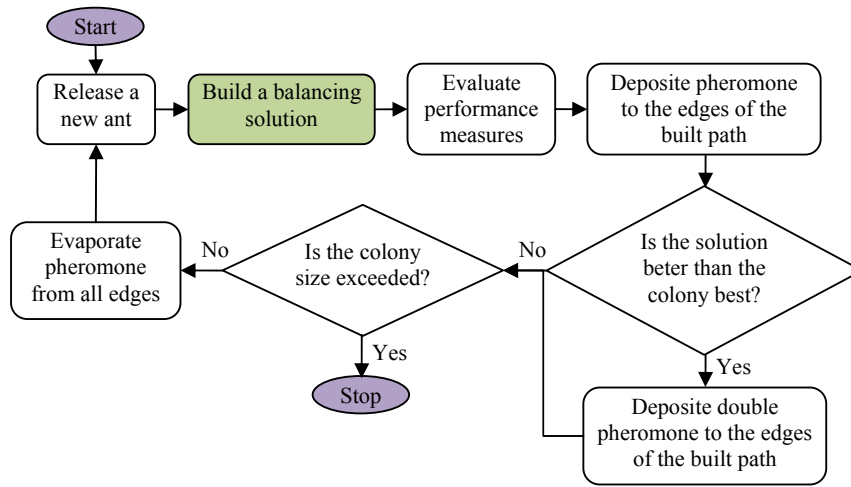 Start
Release a
new ant
Build a balancing
solution
Evaluate
performance
measures
Deposite pheromone
to the edges of the
built path
Is the solution
beter than the
colony best?
No
Yes
Deposite double
pheromone to the edges
of the built path
Is the colony
size exceeded?
No
Yes
Stop
Evaporate
pheromone
from all edges